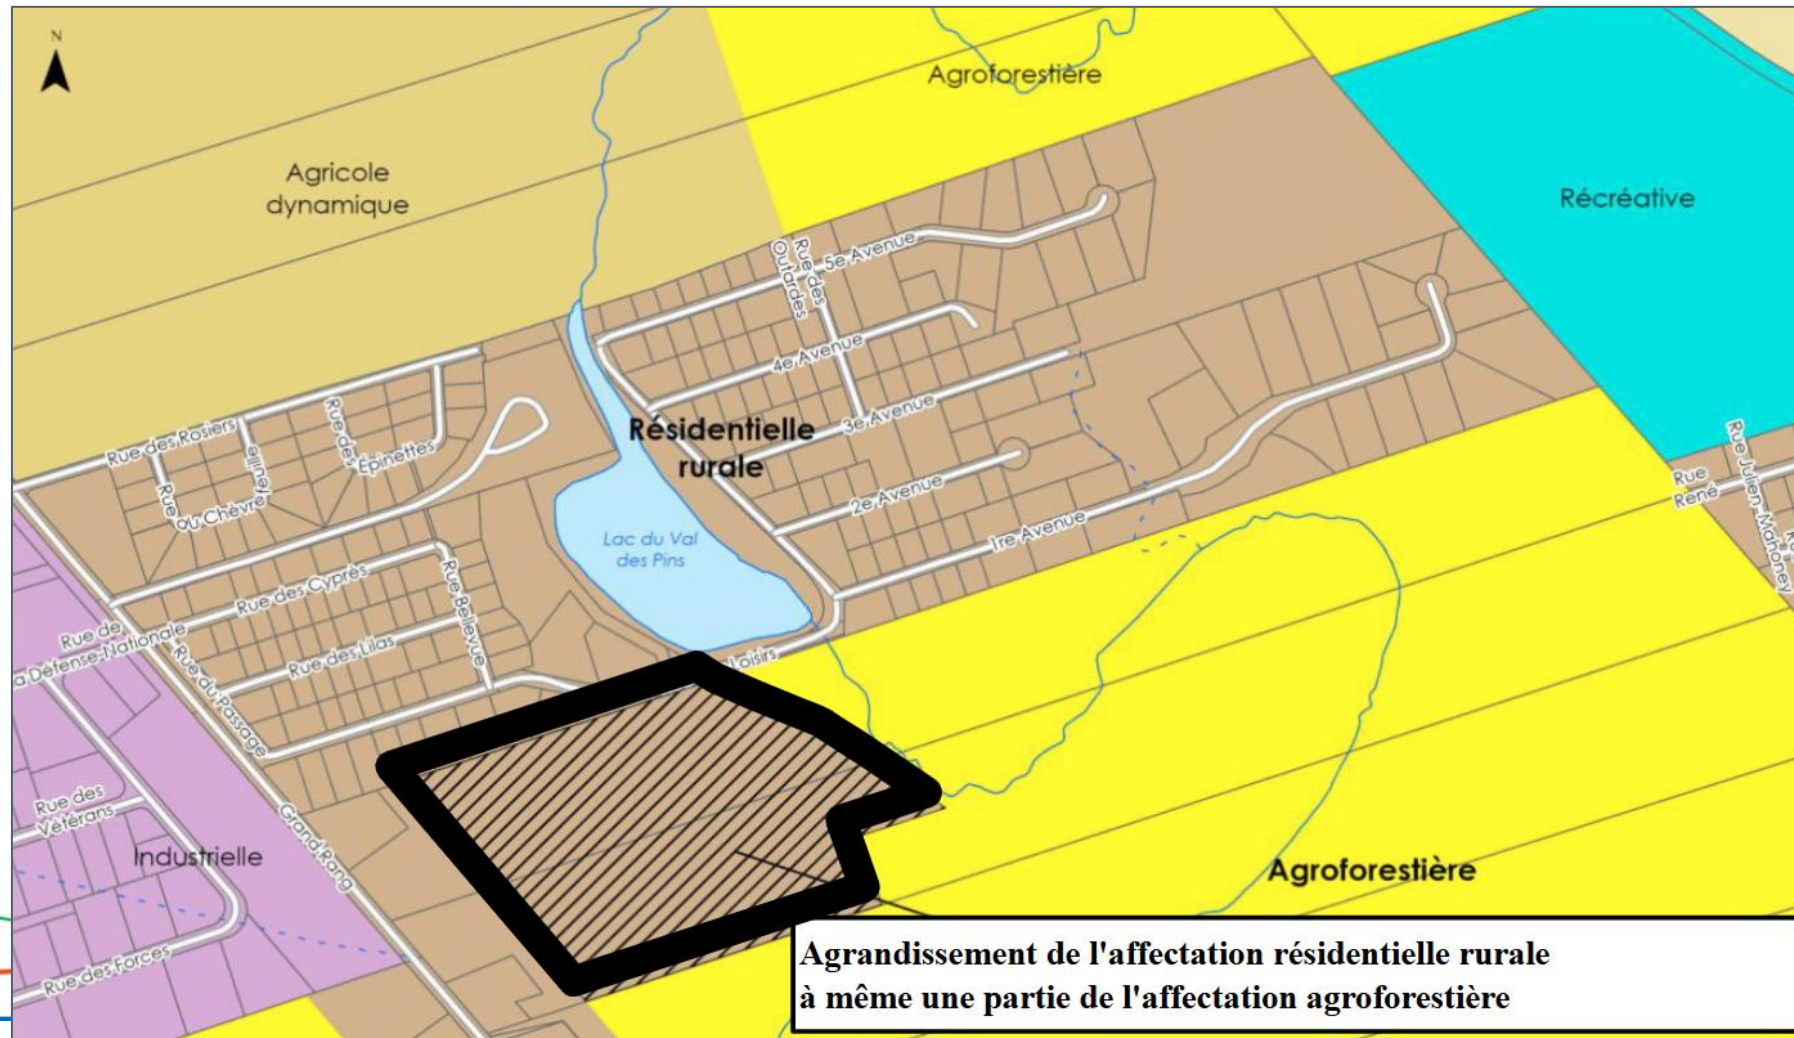 N
Agroforestière
Agricole
dynamique
Récréative
5e Avenue
Rue des
Outardes
4e Avenue
3e Avenue
Résidentielle
rurale
Rue des Rosiers
Rue des
Épinettes
Rue
du Chèvre
feuille
2e Avenue
1re Avenue
Rue
René
Rue Julien-Mahoney
Lac du Val
des Pins
Rue des Cyprès
Rue Bellevue
Rue de
a Défense-Nationale
Rue des Lilas
Rue du Passage
Loisirs
Rue des
Vétérans
Grand Rang
Industrielle
Agroforestière
Rue des Forces
Agrandissement de l'affectation résidentielle rurale
à même une partie de l'affectation agroforestière